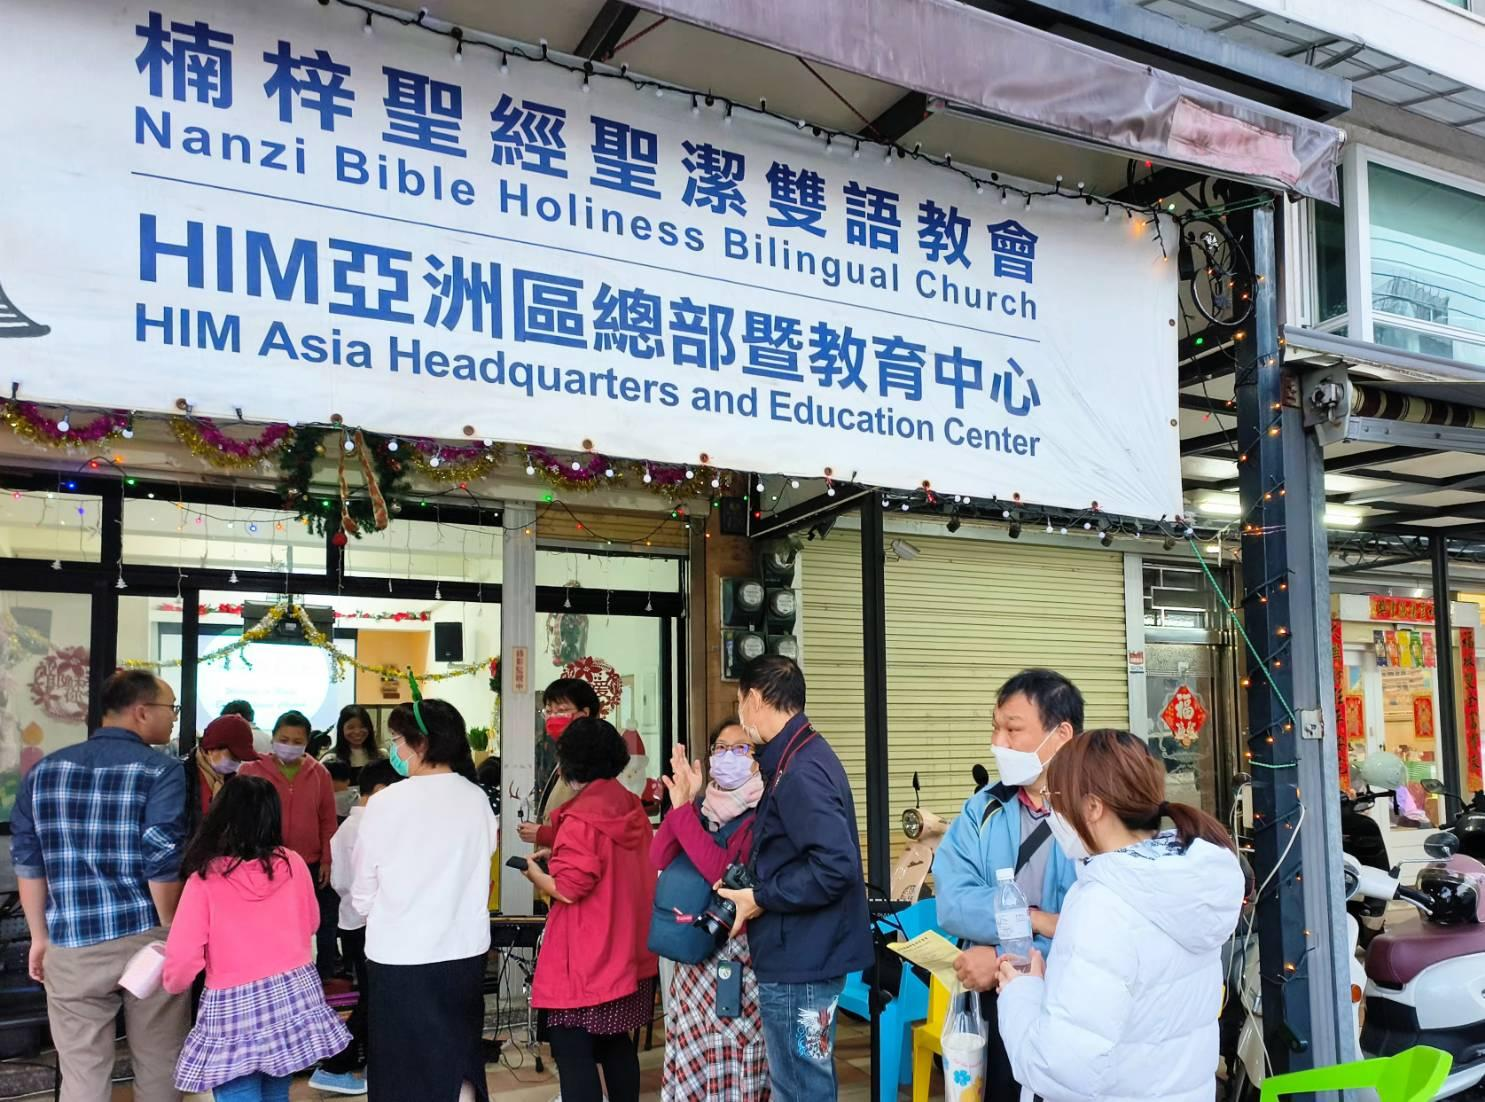 楠梓聖經聖潔雙語教會
Nanzi Bible Holiness Bilingual Church
HIM亞洲區總部暨教育中心
HIM Asia Headquarters and Education Center
福